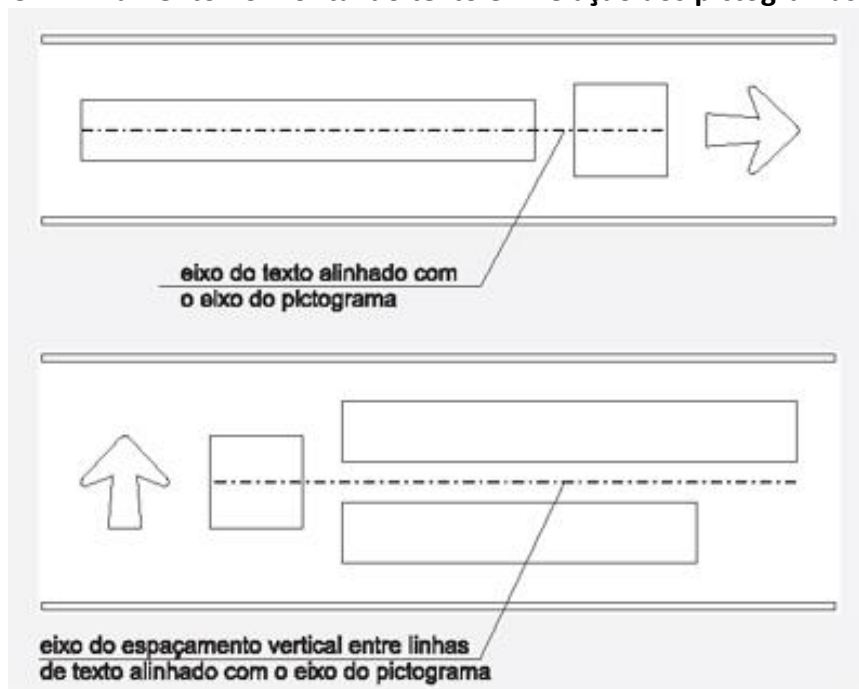 eixo do texto alinhado com
o eixo do pictograma
eixo do espaçamento vertical entre linhas
de texto alinhado com o eixo do pictograma